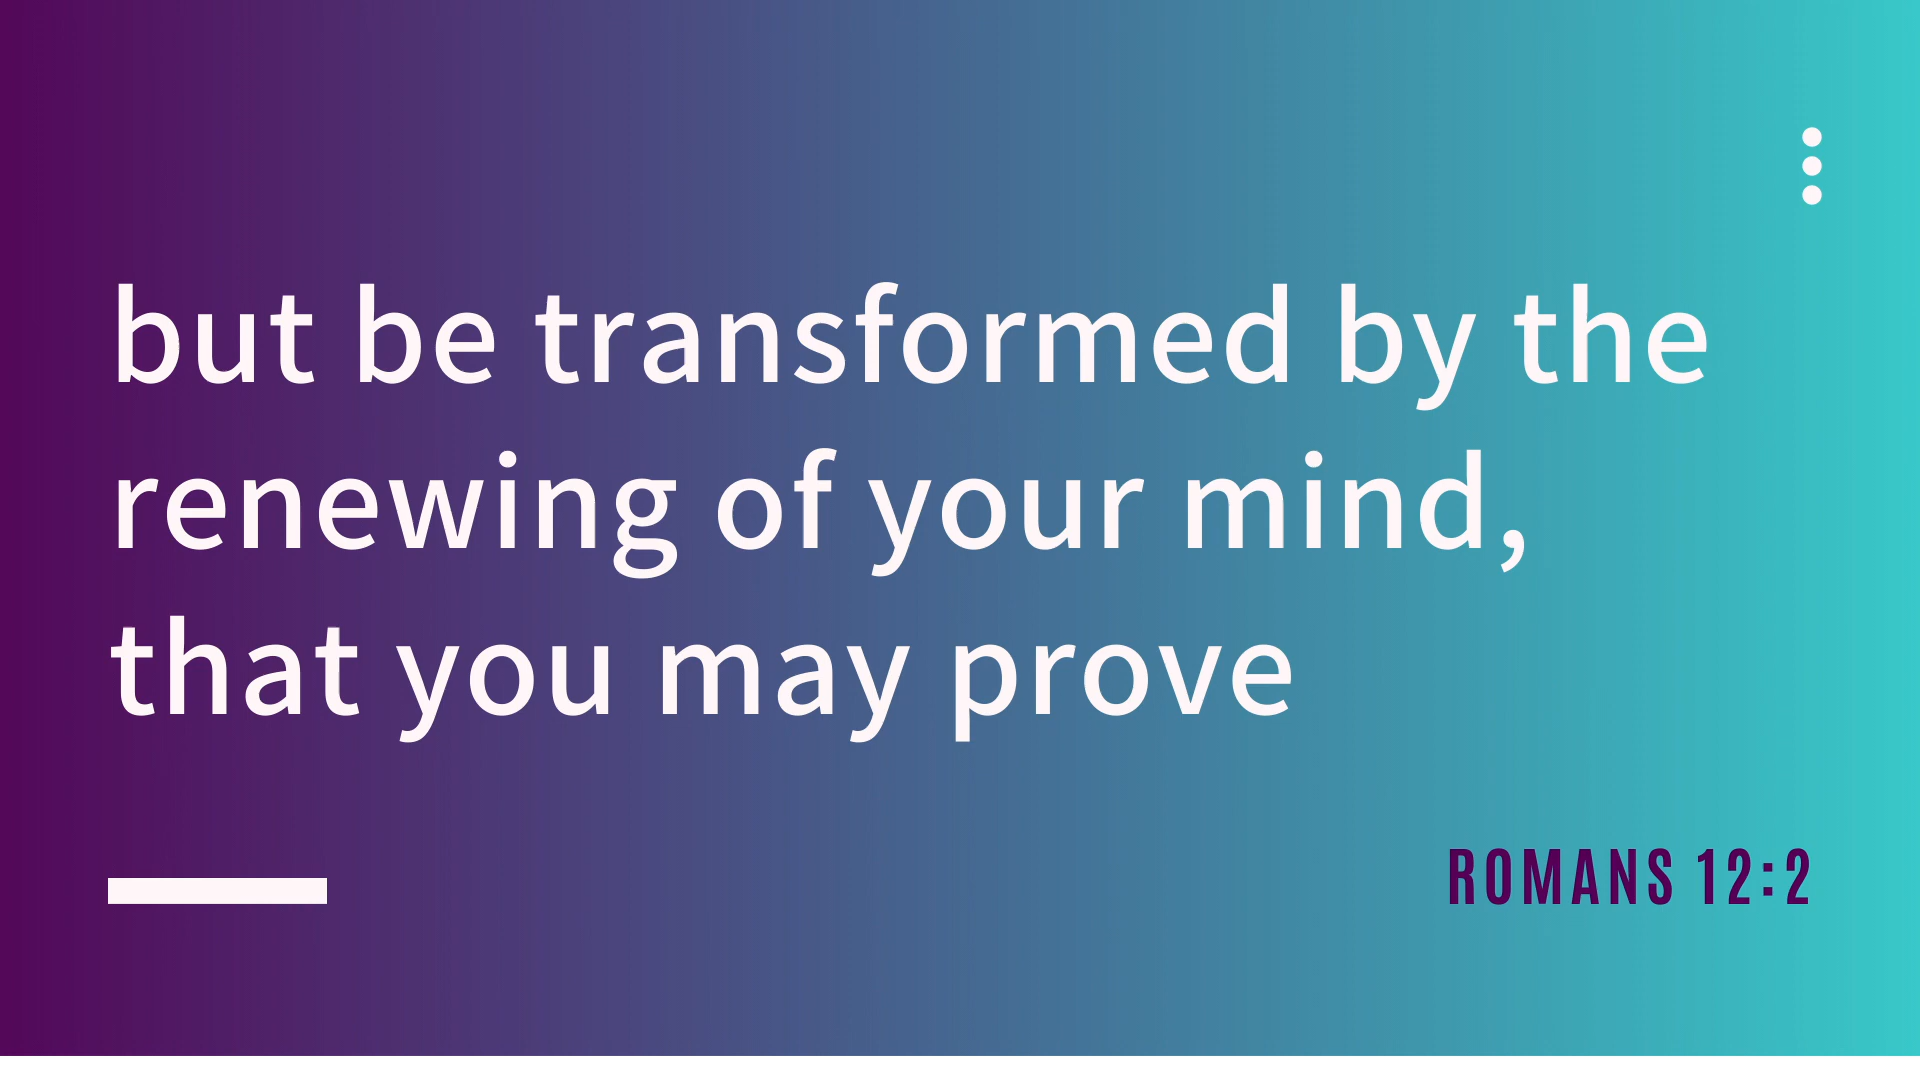 but be transformed by the
renewing of your mind,
that you may prove
ROMANS 12:2